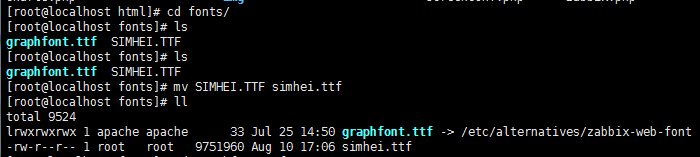 [root@localhost html]# cd fonts/
[root@localhost fonts]# ls
graphfont.ttf SIMHEI.TTF
[root@localhost fonts]# ls
graphfont.ttf SIMHEI.TTF
[root@localhost fonts]# mv SIMHEI.TTF simhei.ttf
[root@localhost fonts]# ll
total 9524
lrwxrwxrwx 1 apache apache 33 Jul 25 14:50 graphfont.ttf -> /etc/alternatives/zabbix-web-font
-rw-r--r-- 1 root root 9751960 Aug 10 17:06 simhei.ttf